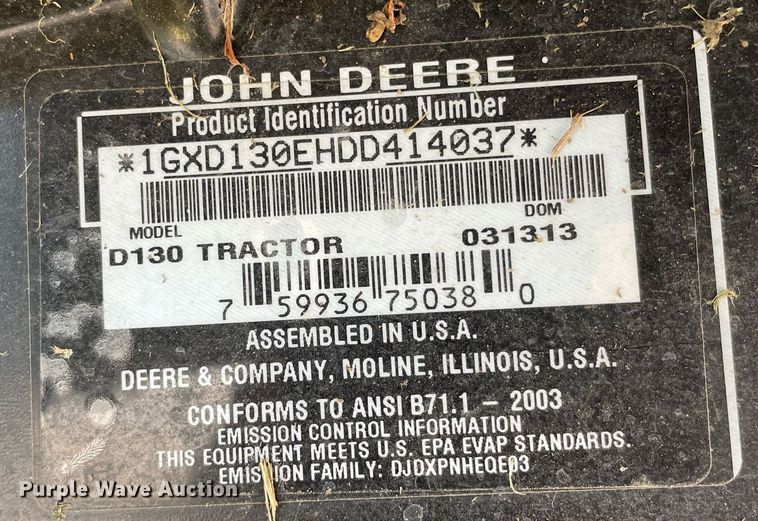 JOHN DEERE
Product Identification Number
*1GXD130EHDD414037*
MODEL DOM
D130 TRACTOR 031313
7 59936 75038 0
ASSEMBLED IN U.S.A.
DEERE & COMPANY, MOLINE, ILLINOIS, U.S.A.
CONFORMS TO ANSI B71.1 - 2003
EMISSION CONTROL INFORMATION
THIS EQUIPMENT MEETS U.S. EPA EVAP STANDARDS.
EMISSION FAMILY: DJDXPNHEQE03
Purple Wave Auction